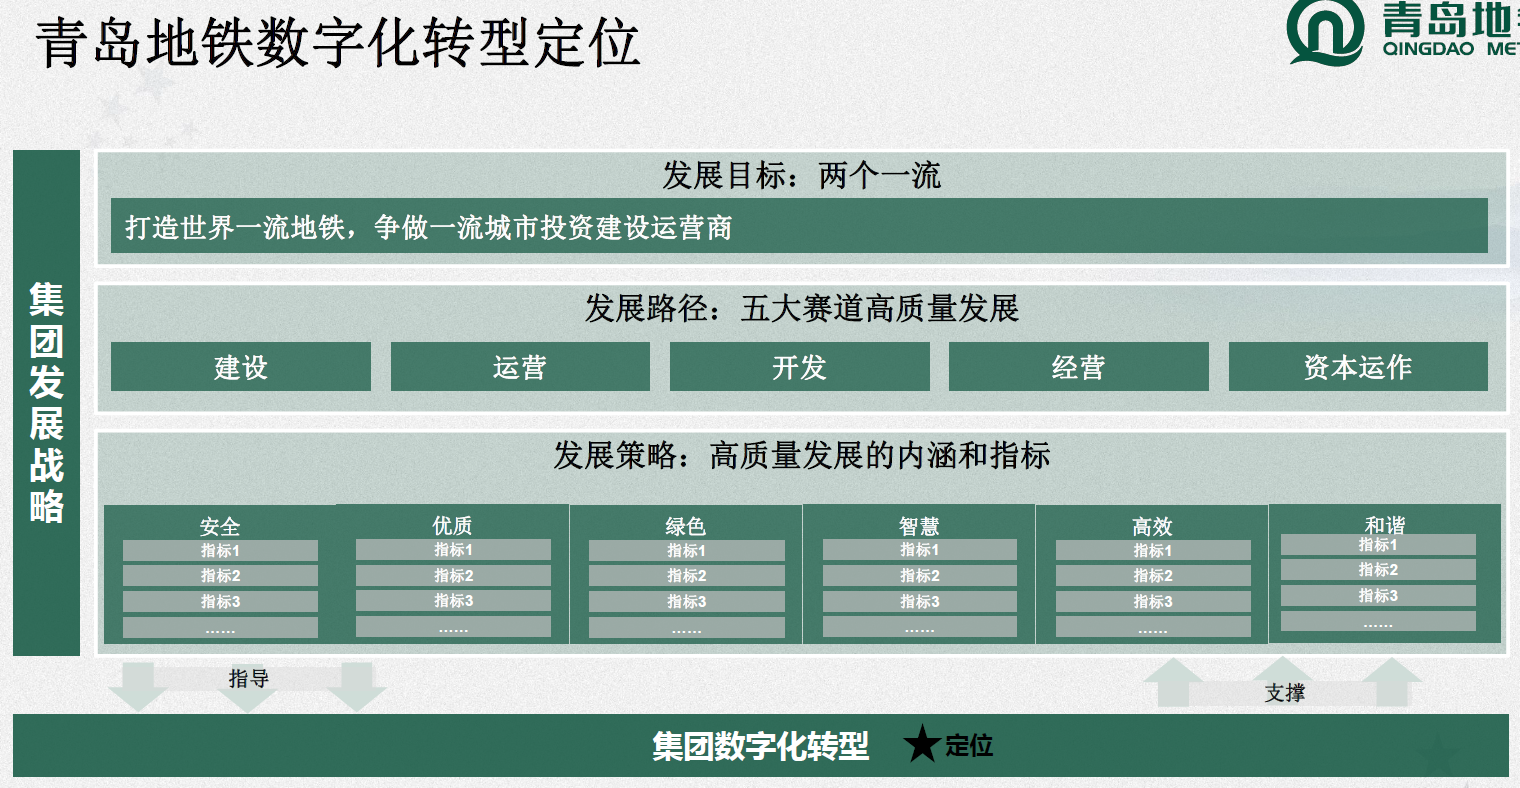 青岛地铁数字化转型定位
青岛地
QINGDAO ME
集团发展战略
发展目标：两个一流
打造世界一流地铁，争做一流城市投资建设运营商
发展路径：五大赛道高质量发展
建设 运营 开发 经营 资本运作
发展策略：高质量发展的内涵和指标
安全 优质 绿色 智慧 高效 和谐
指标1 指标1 指标1 指标1 指标1 指标1
指标2 指标2 指标2 指标2 指标2 指标2
指标3 指标3 指标3 指标3 指标3 指标3
…… …… …… …… …… ……
指导
支撑
集团数字化转型 ★定位